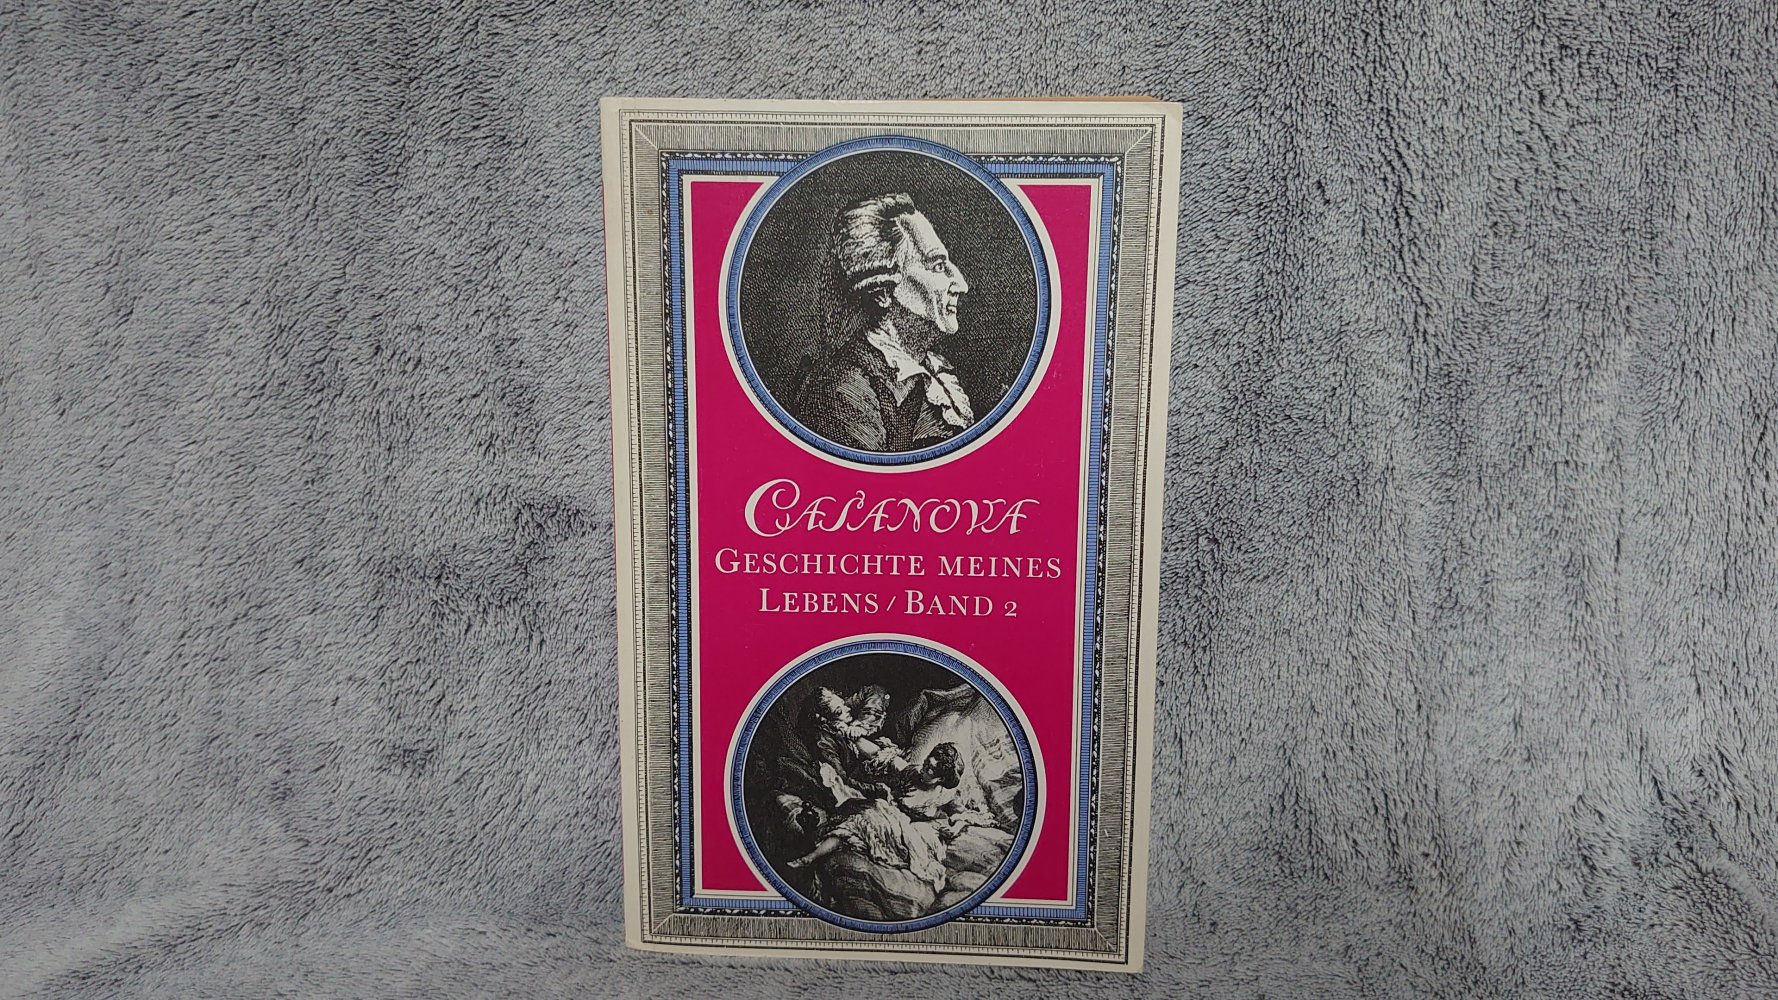 CASANOVA
GESCHICHTE MEINES
LEBENS / BAND 2